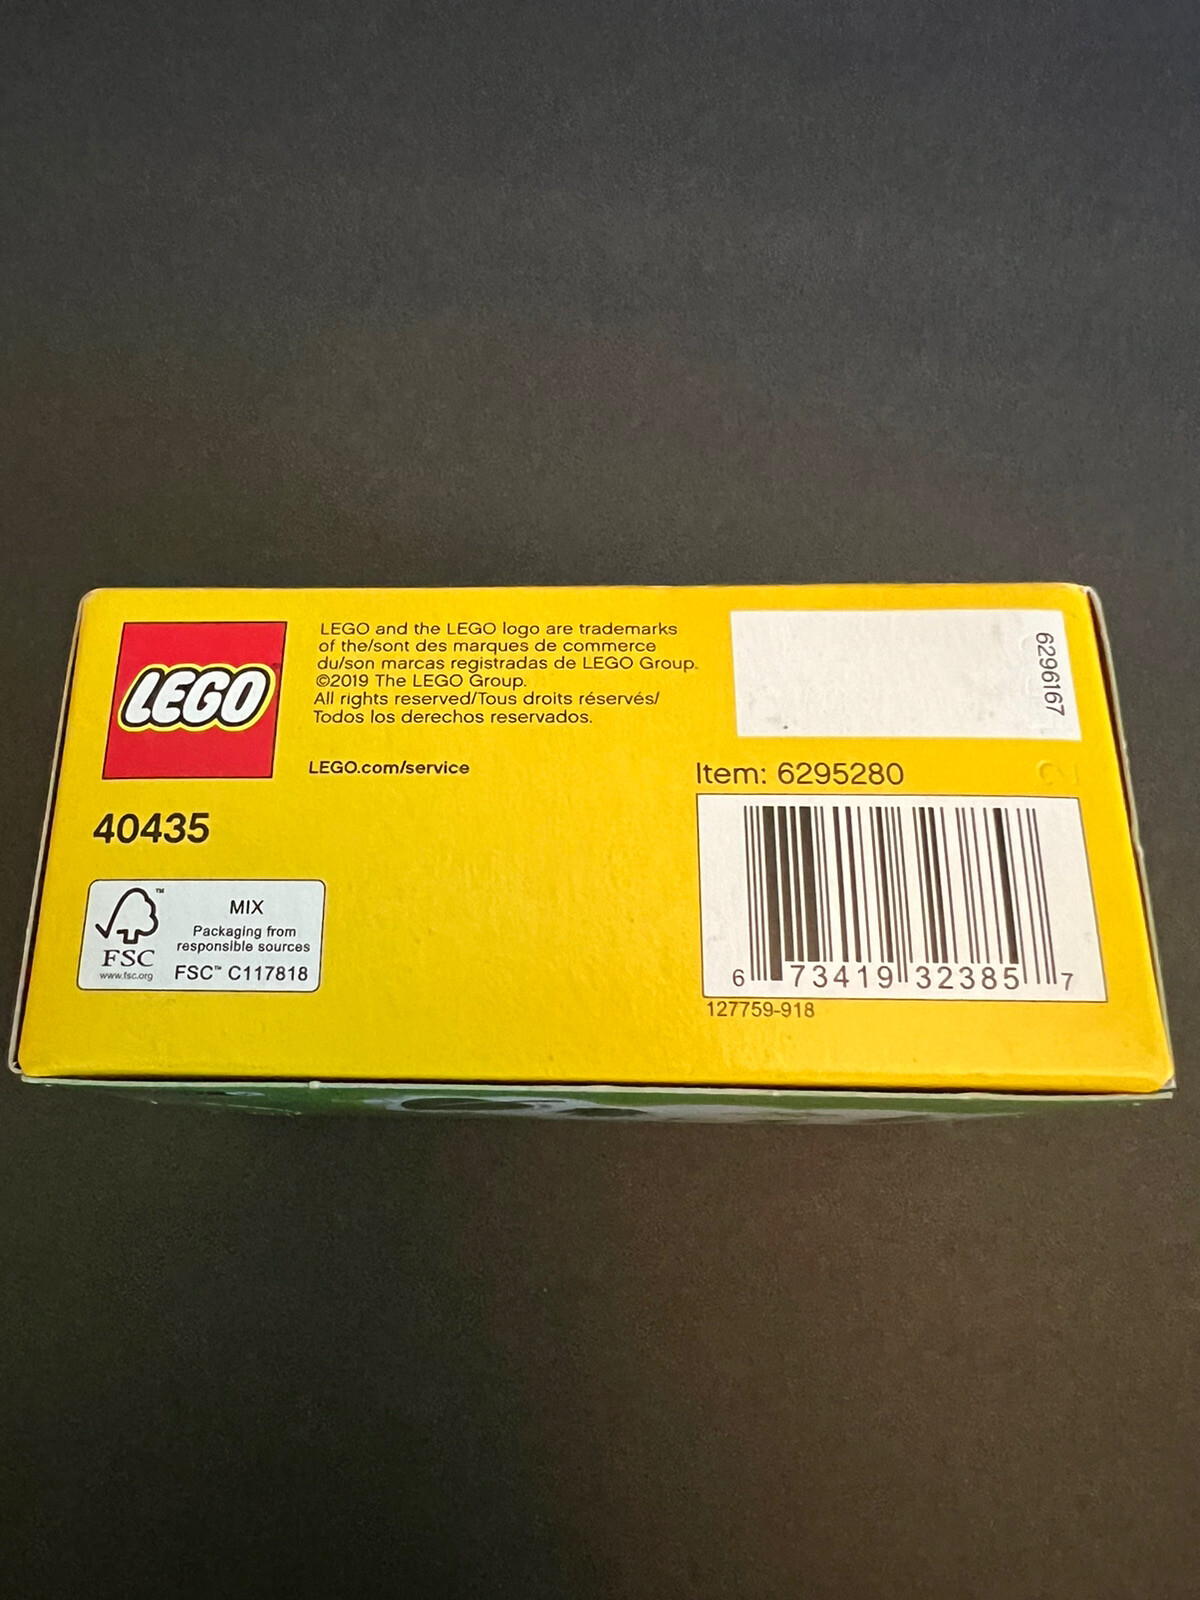 LEGO
LEGO and the LEGO logo are trademarks
of the/sont des marques de commerce
du/son marcas registradas de LEGO Group.
©2019 The LEGO Group.
All rights reserved/Tous droits réservés/
Todos los derechos reservados.
LEGO.com/service
40435
FSC™
www.fsc.org
MIX
Packaging from
responsible sources
FSC™ C117818
6296167
Item: 6295280
6 73419 32385 7
127759-918